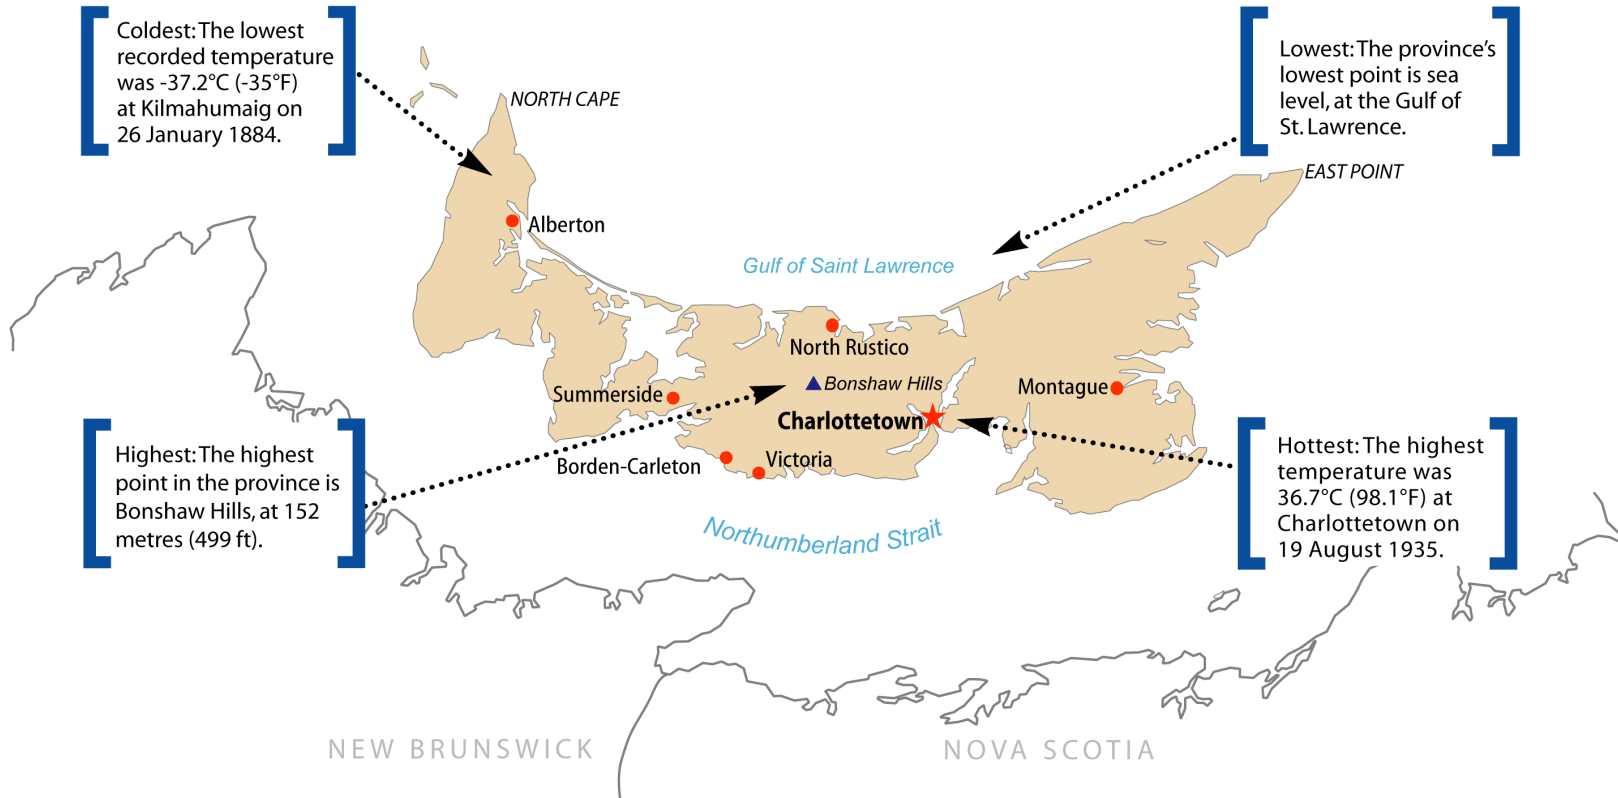 Coldest: The lowest
recorded temperature
was -37.2°C (-35°F)
at Kilmahumaig on
26 January 1884.
Lowest: The province's
lowest point is sea
level, at the Gulf of
St. Lawrence.
NORTH CAPE
EAST POINT
Alberton
Gulf of Saint Lawrence
North Rustico
Bonshaw Hills
Summerside
Montague
Charlottetown
Borden-Carleton
Victoria
Highest: The highest
point in the province is
Bonshaw Hills, at 152
metres (499 ft).
Hottest: The highest
temperature was
36.7°C (98.1°F) at
Charlottetown on
19 August 1935.
Northumberland Strait
NEW BRUNSWICK
NOVA SCOTIA